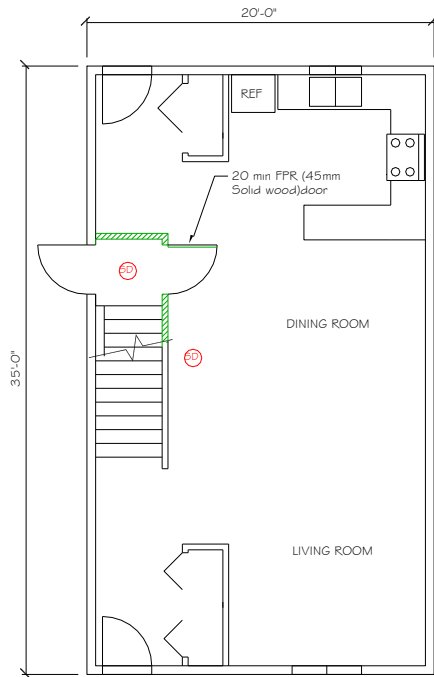 20'-0"
REF
20 min FPR (45mm
Solid wood)door
SD
DINING ROOM
SD
35'-0"
LIVING ROOM